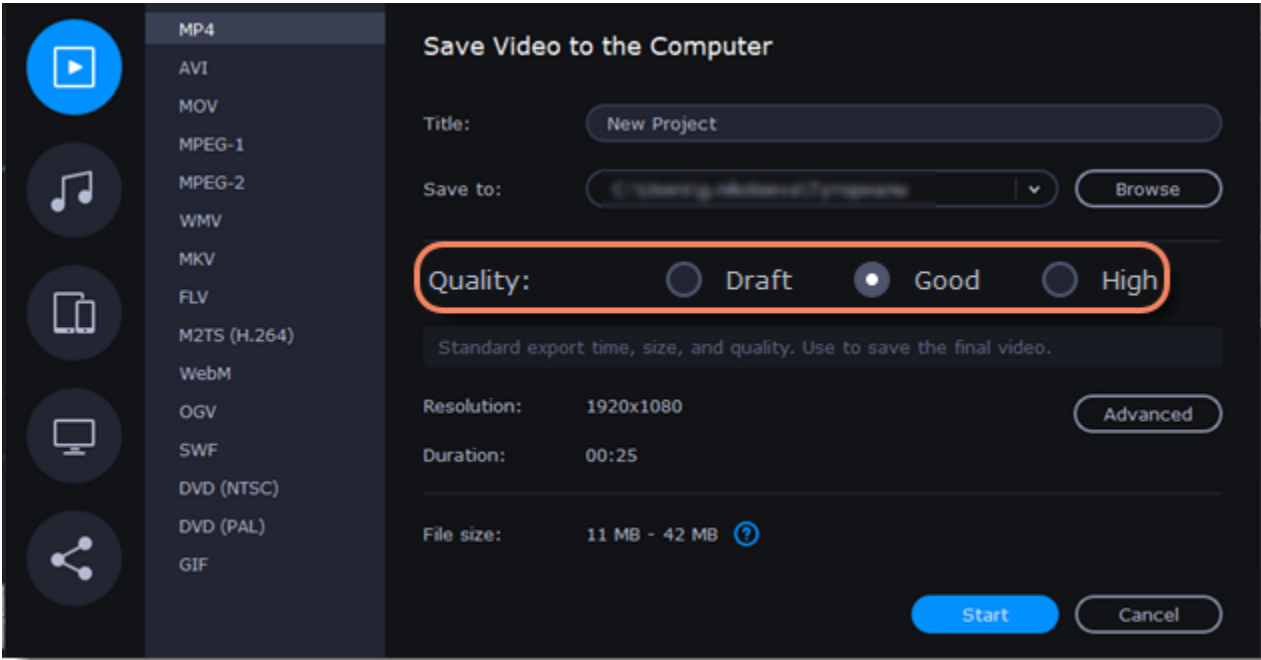 MP4
AVI
MOV
MPEG-1
MPEG-2
WMV
MKV
FLV
M2TS (H.264)
WebM
OGV
SWF
DVD (NTSC)
DVD (PAL)
GIF
Save Video to the Computer
Title: New Project
Save to: Browse
Quality: Draft Good High
Standard export time, size, and quality. Use to save the final video.
Resolution: 1920x1080 Advanced
Duration: 00:25
File size: 11 MB - 42 MB ?
Start Cancel